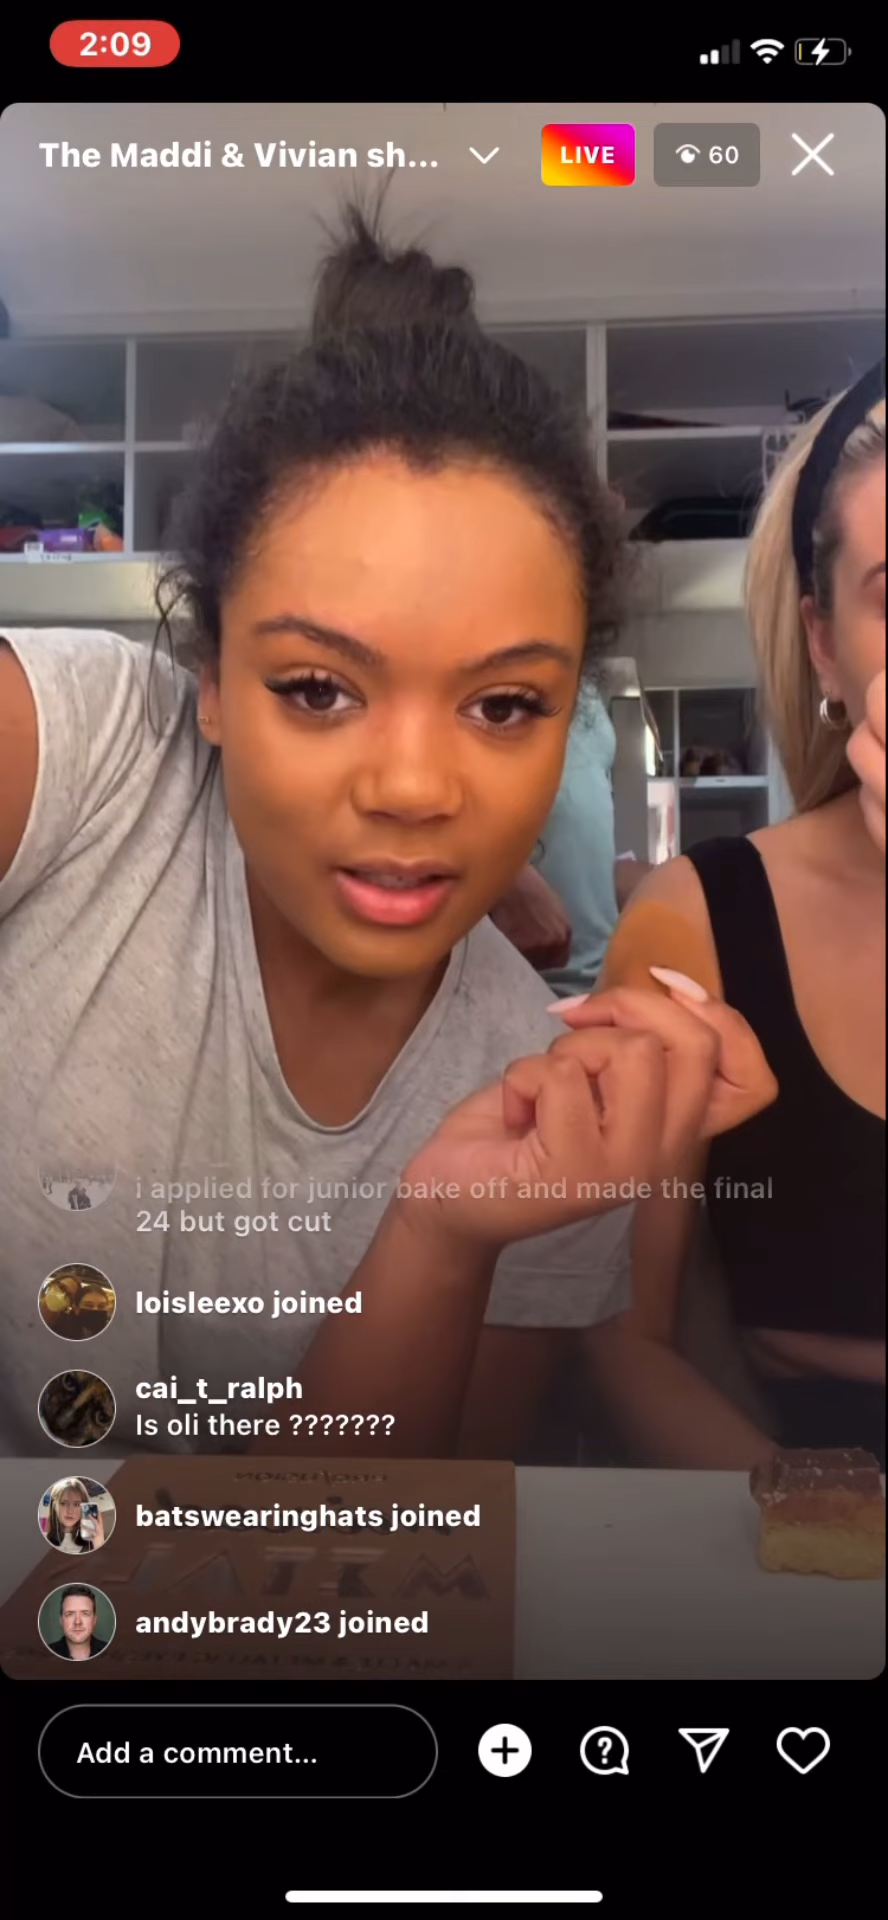 2:09
The Maddi & Vivian sh...
LIVE
60
i applied for junior bake off and made the final
24 but got cut
loisleexo joined
cai_t_ralph
Is oli there ???????
batswearinghats joined
andybrady23 joined
Add a comment...